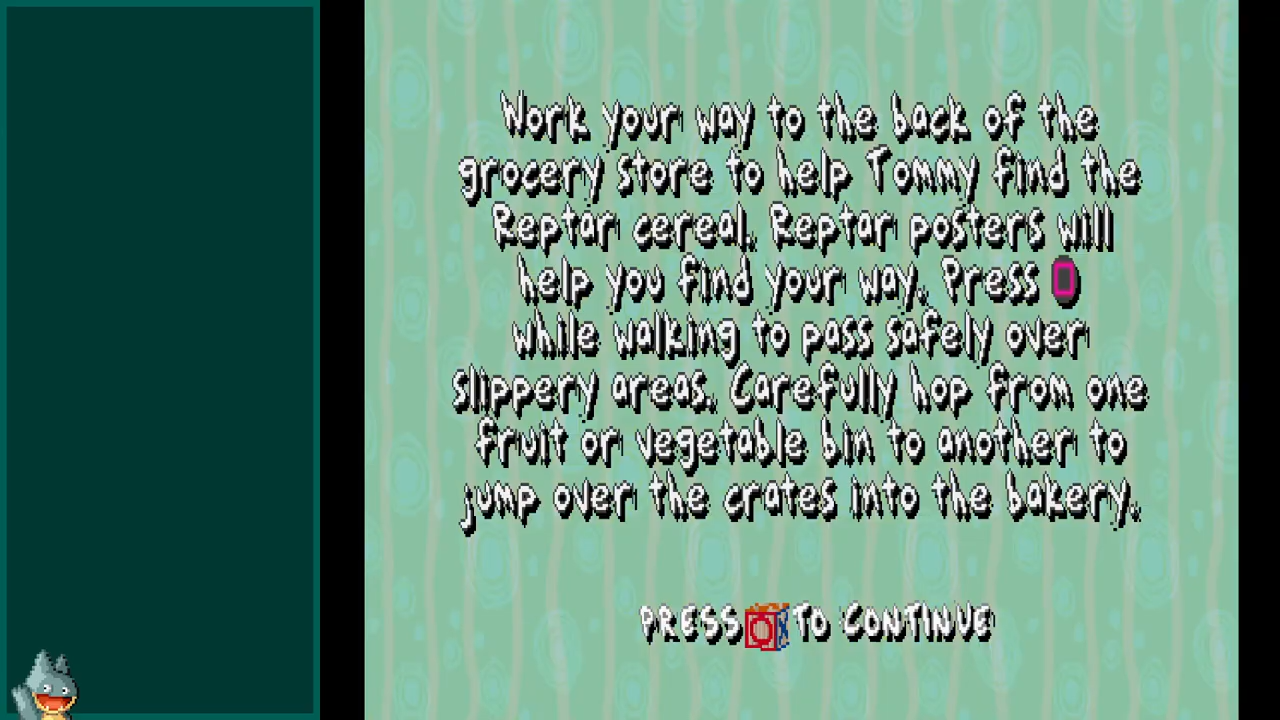 Work your way to the back of the
grocery store to help Tommy find the
Reptar cereal. Reptar posters will
help you find your way. Press
while walking to pass safely over
slippery areas. Carefully hop from one
fruit or vegetable bin to another to
jump over the crates into the bakery.
PRESS TO CONTINUE